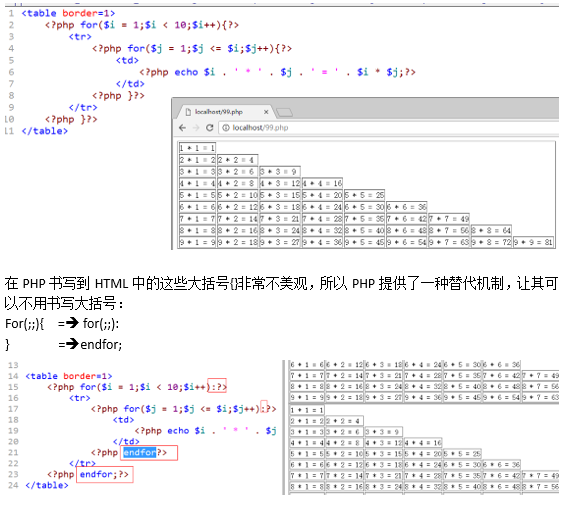 1 <table border=1>
2 <?php for($i = 1;$i < 10;$i++){?>
3 <tr>
4 <?php for($j = 1;$j <= $i;$j++){?>
5 <td>
6 <?php echo $i . ' * ' . $j . ' = ' . $i * $j;?>
7 </td>
8 <?php }?>
9 </tr>
10 <?php }?>
11 </table>
localhost/99.php
localhost/99.php
1 * 1 = 1
2 * 1 = 2 2 * 2 = 4
3 * 1 = 3 3 * 2 = 6 3 * 3 = 9
4 * 1 = 4 4 * 2 = 8 4 * 3 = 12 4 * 4 = 16
5 * 1 = 5 5 * 2 = 10 5 * 3 = 15 5 * 4 = 20 5 * 5 = 25
6 * 1 = 6 6 * 2 = 12 6 * 3 = 18 6 * 4 = 24 6 * 5 = 30 6 * 6 = 36
7 * 1 = 7 7 * 2 = 14 7 * 3 = 21 7 * 4 = 28 7 * 5 = 35 7 * 6 = 42 7 * 7 = 49
8 * 1 = 8 8 * 2 = 16 8 * 3 = 24 8 * 4 = 32 8 * 5 = 40 8 * 6 = 48 8 * 7 = 56 8 * 8 = 64
9 * 1 = 9 9 * 2 = 18 9 * 3 = 27 9 * 4 = 36 9 * 5 = 45 9 * 6 = 54 9 * 7 = 63 9 * 8 = 72 9 * 9 = 81
在 PHP 书写到 HTML 中的这些大括号{}非常不美观，所以 PHP 提供了一种替代机制，让其可
以不用书写大括号：
For(;;){ =➔ for(;;):
} =➔endfor;
13
14 <table border=1>
15 <?php for($i = 1;$i < 10;$i++):?>
16 <tr>
17 <?php for($j = 1;$j <= $i;$j++):?>
18 <td>
19 <?php echo $i . ' * ' . $j
20 </td>
21 <?php endfor?>
22 </tr>
23 <?php endfor;?>
24 </table>
6 * 1 = 6 6 * 2 = 12 6 * 3 = 18 6 * 4 = 24 6 * 5 = 30 6 * 6 = 36
7 * 1 = 7 7 * 2 = 14 7 * 3 = 21 7 * 4 = 28 7 * 5 = 35 7 * 6 = 42 7 * 7 = 49
8 * 1 = 8 8 * 2 = 16 8 * 3 = 24 8 * 4 = 32 8 * 5 = 40 8 * 6 = 48 8 * 7 = 56
9 * 1 = 9 9 * 2 = 18 9 * 3 = 27 9 * 4 = 36 9 * 5 = 45 9 * 6 = 54 9 * 7 = 63
1 * 1 = 1
2 * 1 = 2 2 * 2 = 4
3 * 1 = 3 3 * 2 = 6 3 * 3 = 9
4 * 1 = 4 4 * 2 = 8 4 * 3 = 12 4 * 4 = 16
5 * 1 = 5 5 * 2 = 10 5 * 3 = 15 5 * 4 = 20 5 * 5 = 25
6 * 1 = 6 6 * 2 = 12 6 * 3 = 18 6 * 4 = 24 6 * 5 = 30 6 * 6 = 36
7 * 1 = 7 7 * 2 = 14 7 * 3 = 21 7 * 4 = 28 7 * 5 = 35 7 * 6 = 42 7 * 7 = 49
8 * 1 = 8 8 * 2 = 16 8 * 3 = 24 8 * 4 = 32 8 * 5 = 40 8 * 6 = 48 8 * 7 = 56